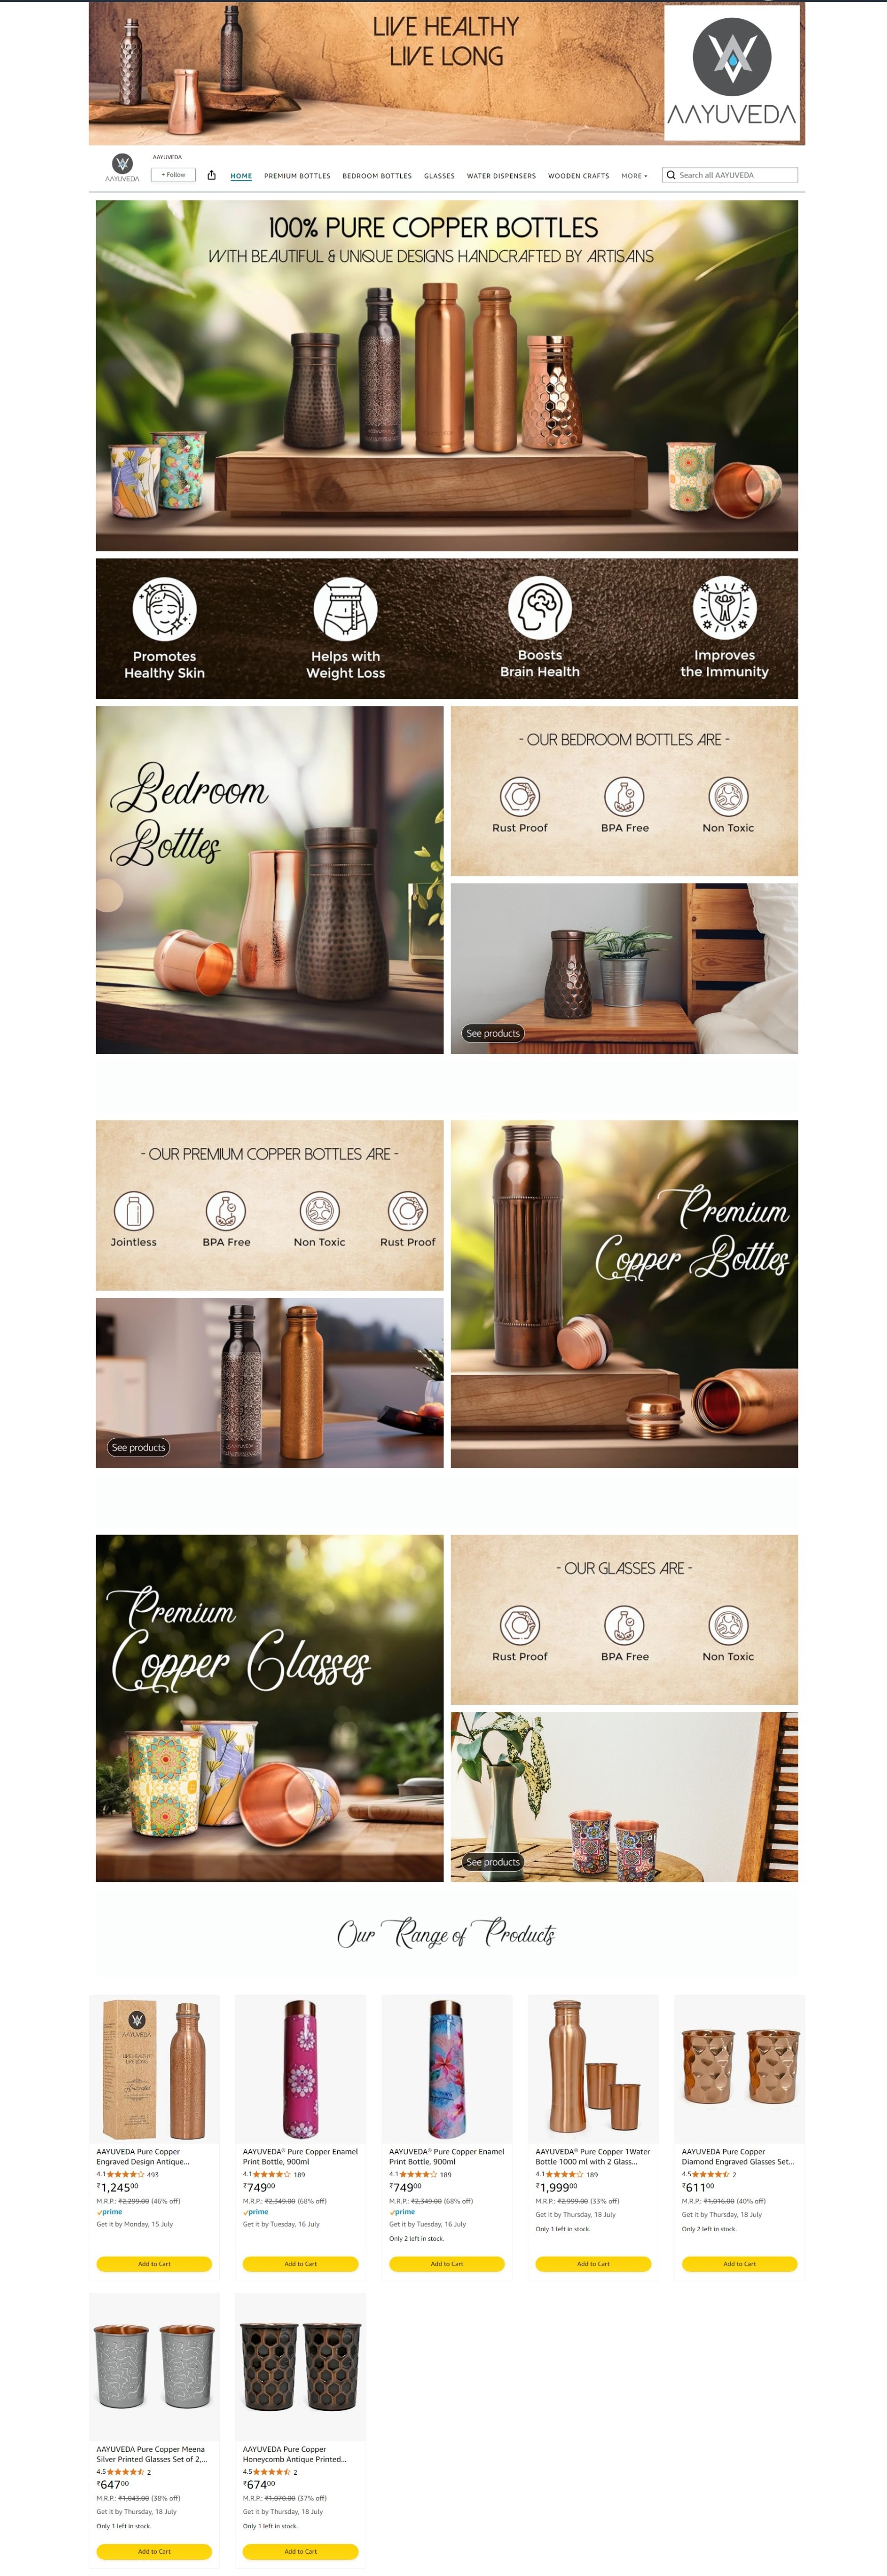 LIVE HEALTHY
LIVE LONG
AAYUVEDA
AAYUVEDA
AAYUVEDA
+ Follow
HOME
PREMIUM BOTTLES
BEDROOM BOTTLES
GLASSES
WATER DISPENSERS
WOODEN CRAFTS
MORE
Search all AAYUVEDA
100% PURE COPPER BOTTLES
WITH BEAUTIFUL & UNIQUE DESIGNS HANDCRAFTED BY ARTISANS
Promotes
Healthy Skin
Helps with
Weight Loss
Boosts
Brain Health
Improves
the Immunity
Bedroom
Bottles
- OUR BEDROOM BOTTLES ARE -
Rust Proof
BPA Free
Non Toxic
See products
- OUR PREMIUM COPPER BOTTLES ARE -
Jointless
BPA Free
Non Toxic
Rust Proof
Premium
Copper Bottles
AAYUVEDA
See products
Premium
Copper Glasses
- OUR GLASSES ARE -
Rust Proof
BPA Free
Non Toxic
See products
Our Range of Products
AAYUVEDA
LIVE HEALTHY
LIVE LONG
AAYUVEDA Pure Copper
Engraved Design Antique...
4.1 493
₹1,245⁰⁰
M.R.P.: ₹2,299.00 (46% off)
prime
Get it by Monday, 15 July
Add to Cart
AAYUVEDA® Pure Copper Enamel
Print Bottle, 900ml
4.1 189
₹749⁰⁰
M.R.P.: ₹2,349.00 (68% off)
prime
Get it by Tuesday, 16 July
Add to Cart
AAYUVEDA® Pure Copper Enamel
Print Bottle, 900ml
4.1 189
₹749⁰⁰
M.R.P.: ₹2,349.00 (68% off)
prime
Get it by Tuesday, 16 July
Only 2 left in stock.
Add to Cart
AAYUVEDA® Pure Copper 1Water
Bottle 1000 ml with 2 Glass...
4.1 189
₹1,999⁰⁰
M.R.P.: ₹2,999.00 (33% off)
Get it by Thursday, 18 July
Only 1 left in stock.
Add to Cart
AAYUVEDA Pure Copper
Diamond Engraved Glasses Set...
4.5 2
₹611⁰⁰
M.R.P.: ₹1,016.00 (40% off)
Get it by Thursday, 18 July
Only 2 left in stock.
Add to Cart
AAYUVEDA Pure Copper Meena
Silver Printed Glasses Set of 2,...
4.5 2
₹647⁰⁰
M.R.P.: ₹1,043.00 (38% off)
Get it by Thursday, 18 July
Only 1 left in stock.
Add to Cart
AAYUVEDA Pure Copper
Honeycomb Antique Printed...
4.5 2
₹674⁰⁰
M.R.P.: ₹1,070.00 (37% off)
Get it by Thursday, 18 July
Only 1 left in stock.
Add to Cart